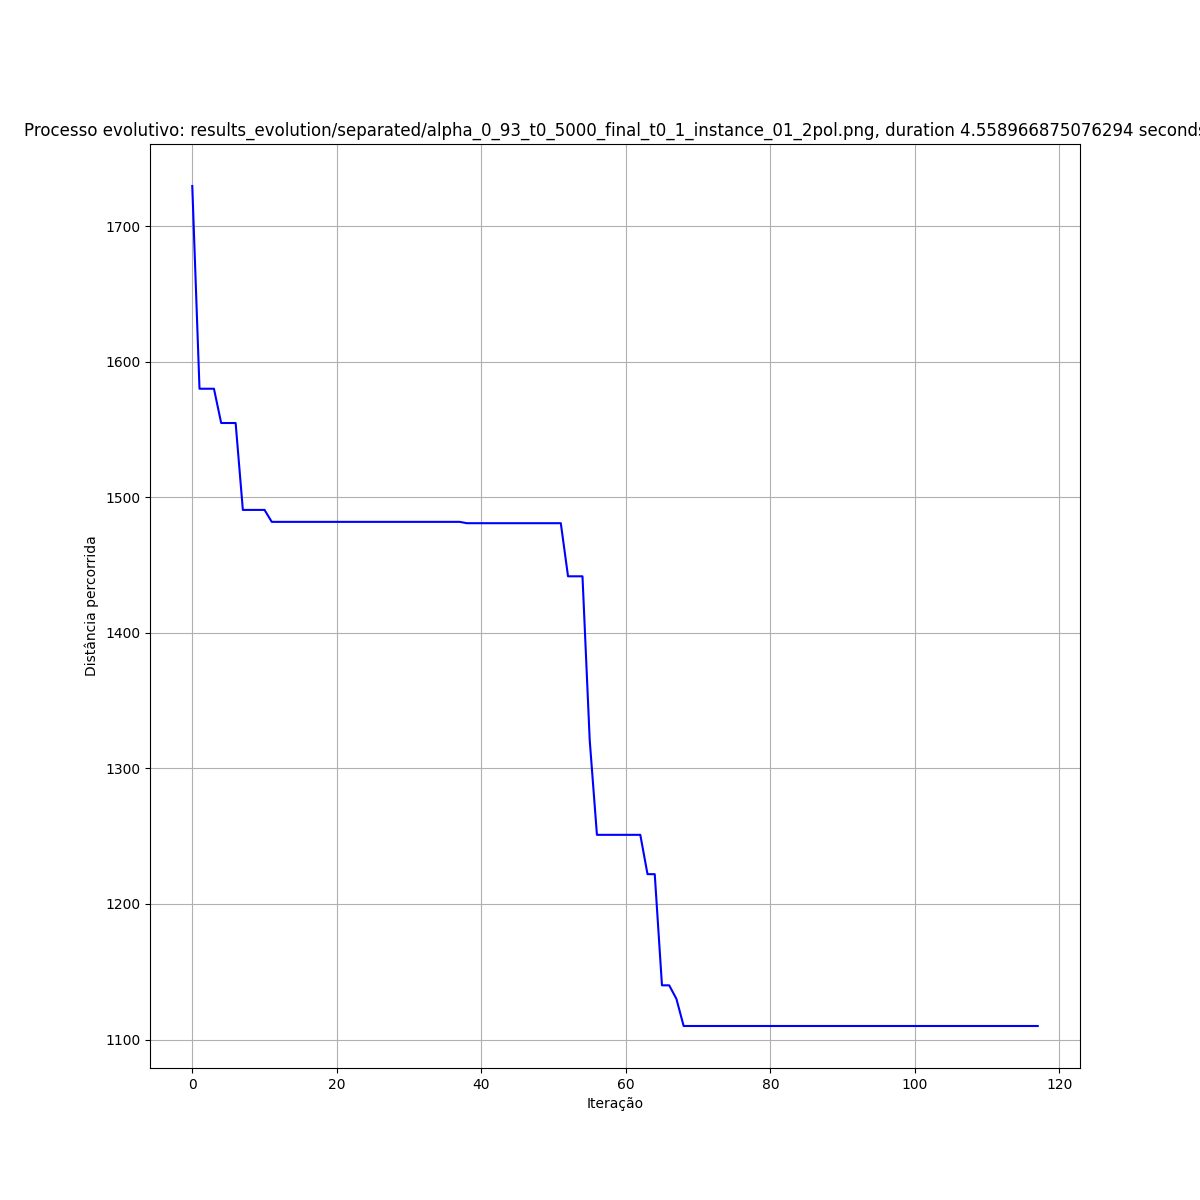 Processo evolutivo: results_evolution/separated/alpha_0_93_t0_5000_final_t0_1_instance_01_2pol.png, duration 4.558966875076294 seconds
1700
1600
1500
1400
1300
1200
1100
Distância percorrida
0 20 40 60 80 100 120
Iteração